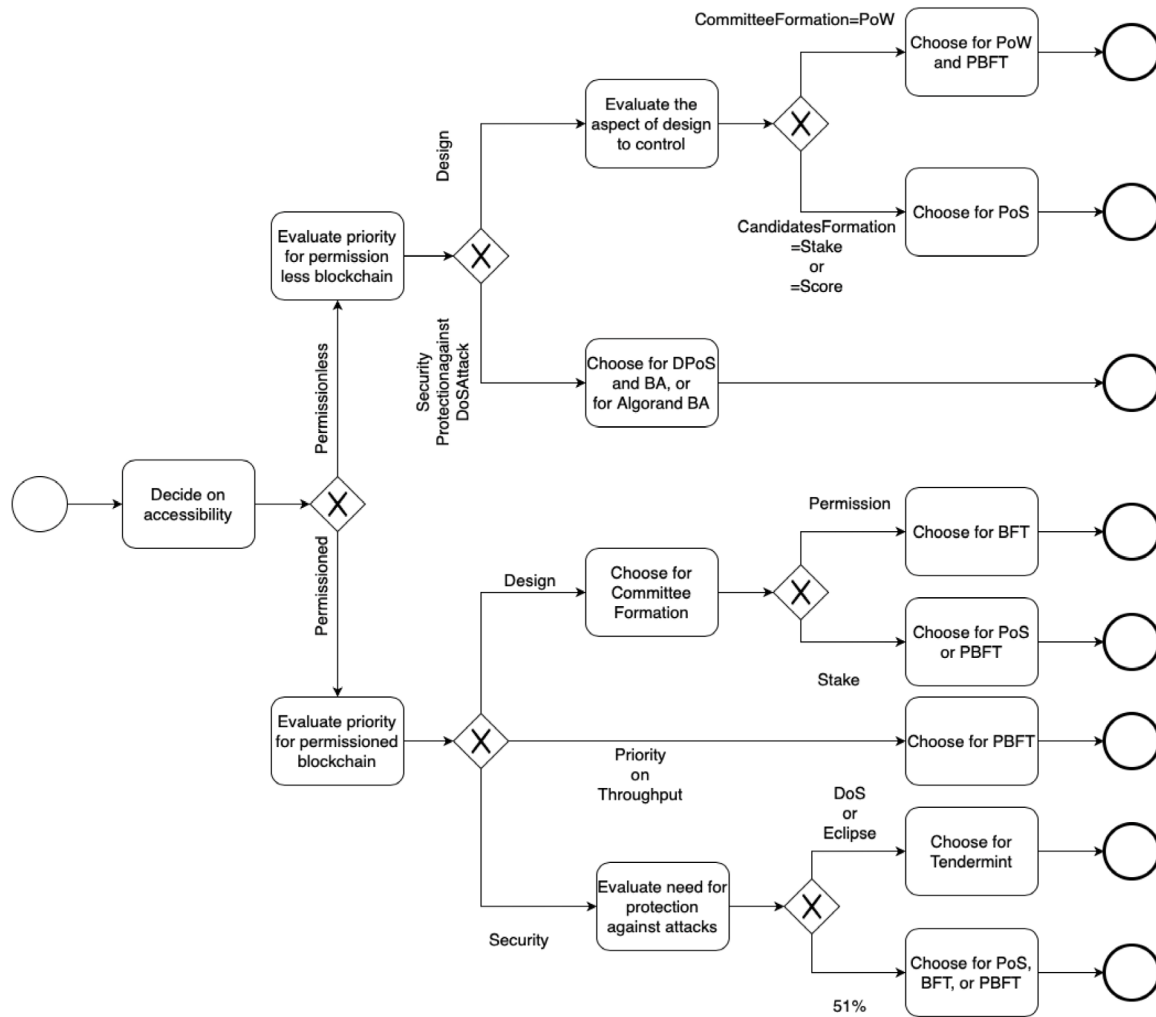 CommitteeFormation=PoW
Choose for PoW
and PBFT
Evaluate the
aspect of design
to control
X
Design
Choose for PoS
CandidatesFormation
=Stake
or
=Score
Evaluate priority
for permission
less blockchain
X
Security
Protectionagainst
DoSAttack
Choose for DPoS
and BA, or
for Algorand BA
Permissionless
Decide on
accessibility
X
Permissioned
Permission
Choose for BFT
Design
Choose for
Committee
Formation
X
Choose for PoS
or PBFT
Stake
Evaluate priority
for permissioned
blockchain
X
Choose for PBFT
Priority
on
Throughput
DoS
or
Eclipse
Choose for
Tendermint
Evaluate need for
protection
against attacks
X
Security
Choose for PoS,
BFT, or PBFT
51%